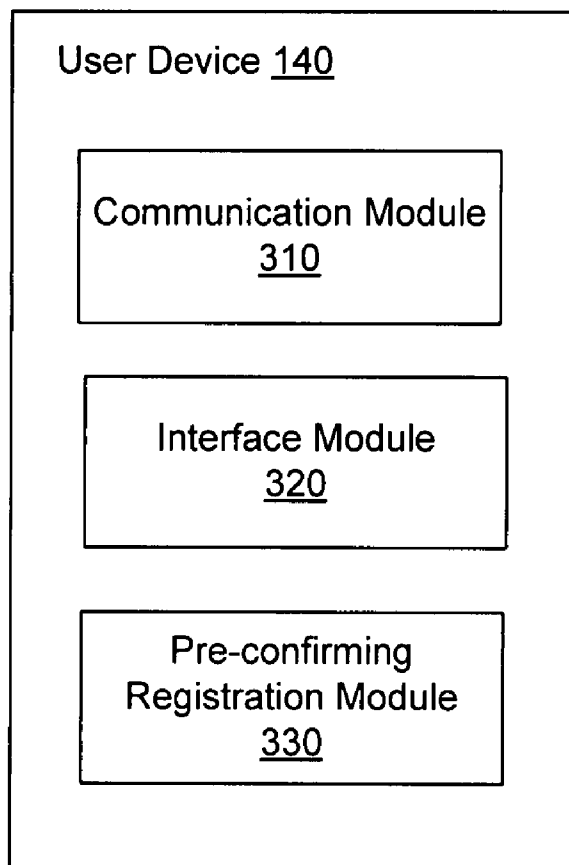 User Device 140
Communication Module
310
Interface Module
320
Pre-confirming
Registration Module
330